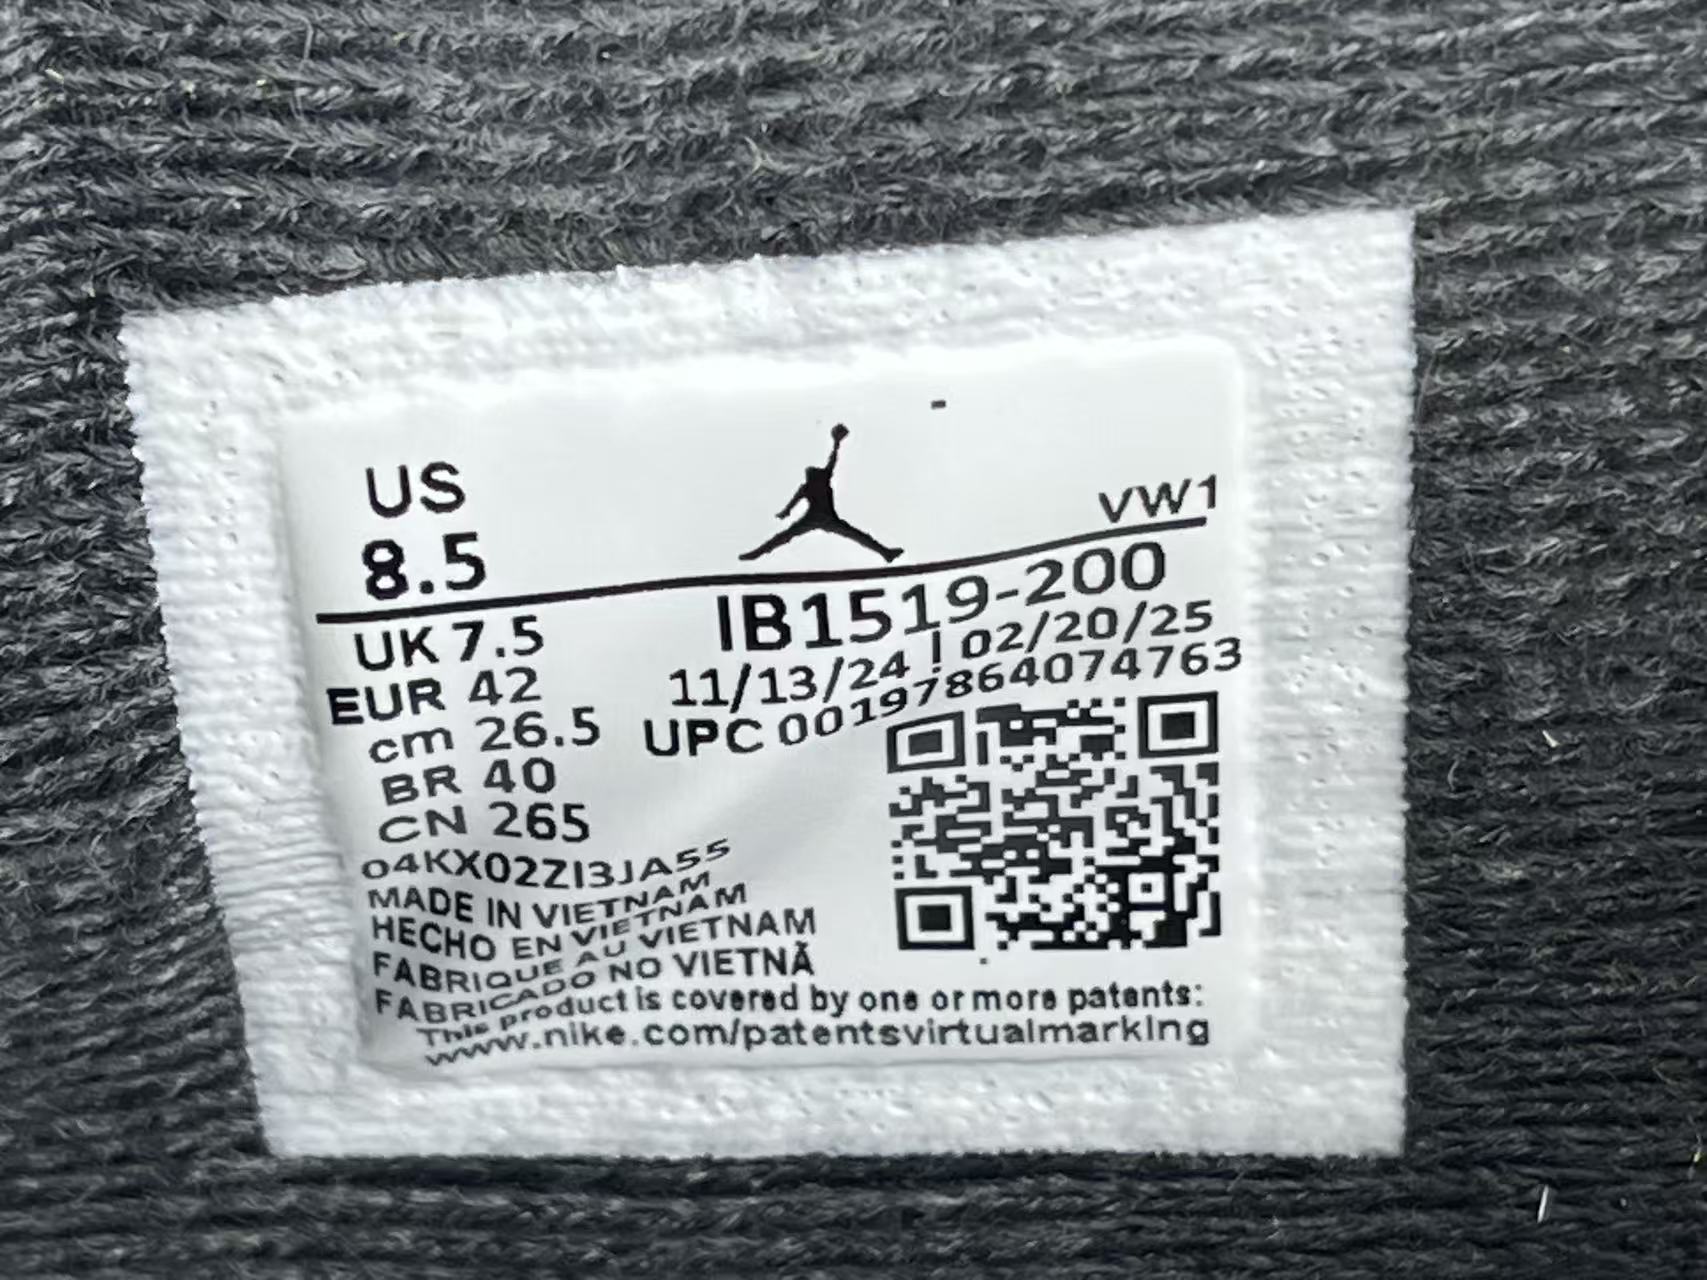 US
8.5
VW1
UK 7.5
EUR 42
cm 26.5
BR 40
CN 265
IB1519-200
11/13/24 | 02/20/25
UPC 00197864074763
04KX02ZI3JA55
MADE IN VIETNAM
HECHO EN VIETNAM
FABRIQUE AU VIETNAM
FABRICADO NO VIETNÃ
This product is covered by one or more patents:
www.nike.com/patentsvirtualmarking